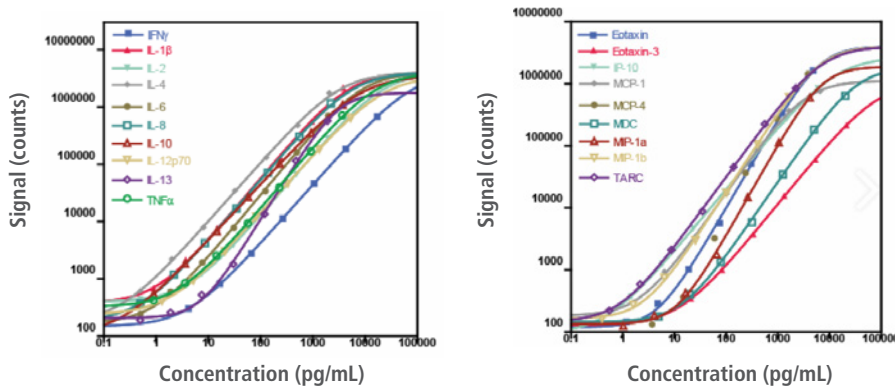 10000000
1000000
100000
10000
1000
100
Signal (counts)
IFNγ
IL-1β
IL-2
IL-4
IL-6
IL-8
IL-10
IL-12p70
IL-13
TNFα
0.1
1
10
100
1000
10000
100000
Concentration (pg/mL)
10000000
1000000
100000
10000
1000
100
Signal (counts)
Eotaxin
Eotaxin-3
IP-10
MCP-1
MCP-4
MDC
MIP-1a
MIP-1b
TARC
0.1
1
10
100
1000
10000
100000
Concentration (pg/mL)